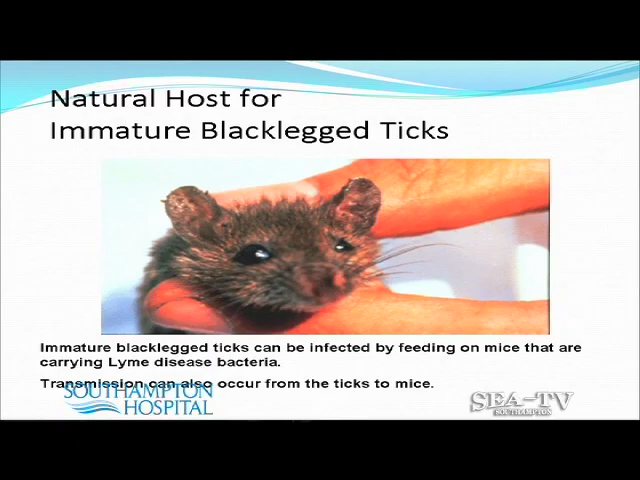 Natural Host for
Immature Blacklegged Ticks
Immature blacklegged ticks can be infected by feeding on mice that are
carrying Lyme disease bacteria.
Transmission can also occur from the ticks to mice.
SOUTHAMPTON
HOSPITAL
SEA-TV
SOUTHAMPTON